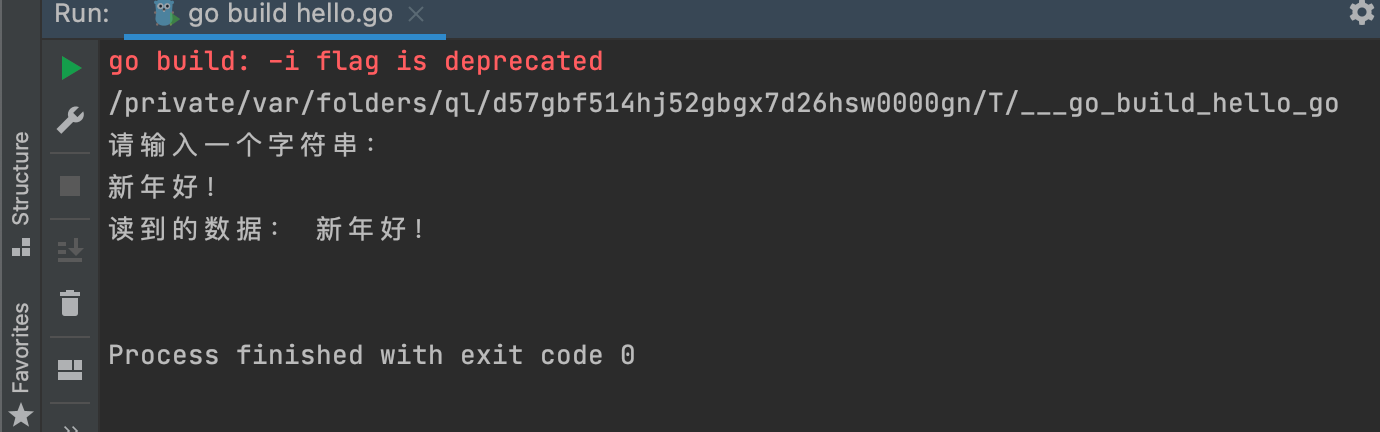 Run:
go build hello.go
go build: -i flag is deprecated
/private/var/folders/ql/d57gbf514hj52gbgx7d26hsw0000gn/T/___go_build_hello_go
请输入一个字符串：
新年好！
读到的数据： 新年好！
Process finished with exit code 0
Structure
Favorites